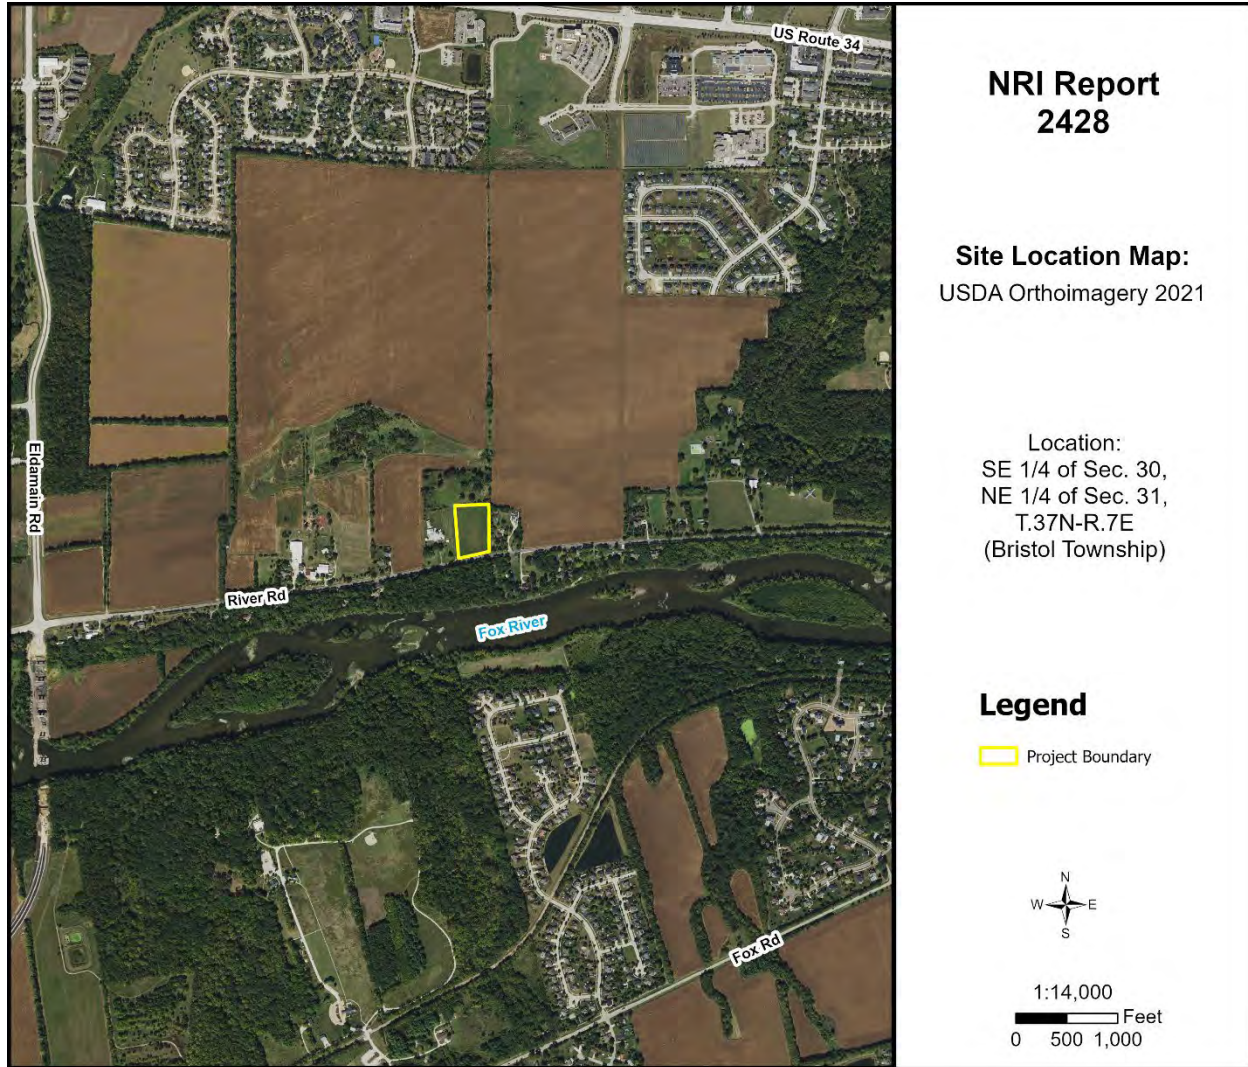 US Route 34
Eldamain Rd
River Rd
Fox River
Fox Rd
NRI Report
2428
Site Location Map:
USDA Orthoimagery 2021
Location:
SE 1/4 of Sec. 30,
NE 1/4 of Sec. 31,
T.37N-R.7E
(Bristol Township)
Legend
Project Boundary
N
W E
S
1:14,000
Feet
0 500 1,000